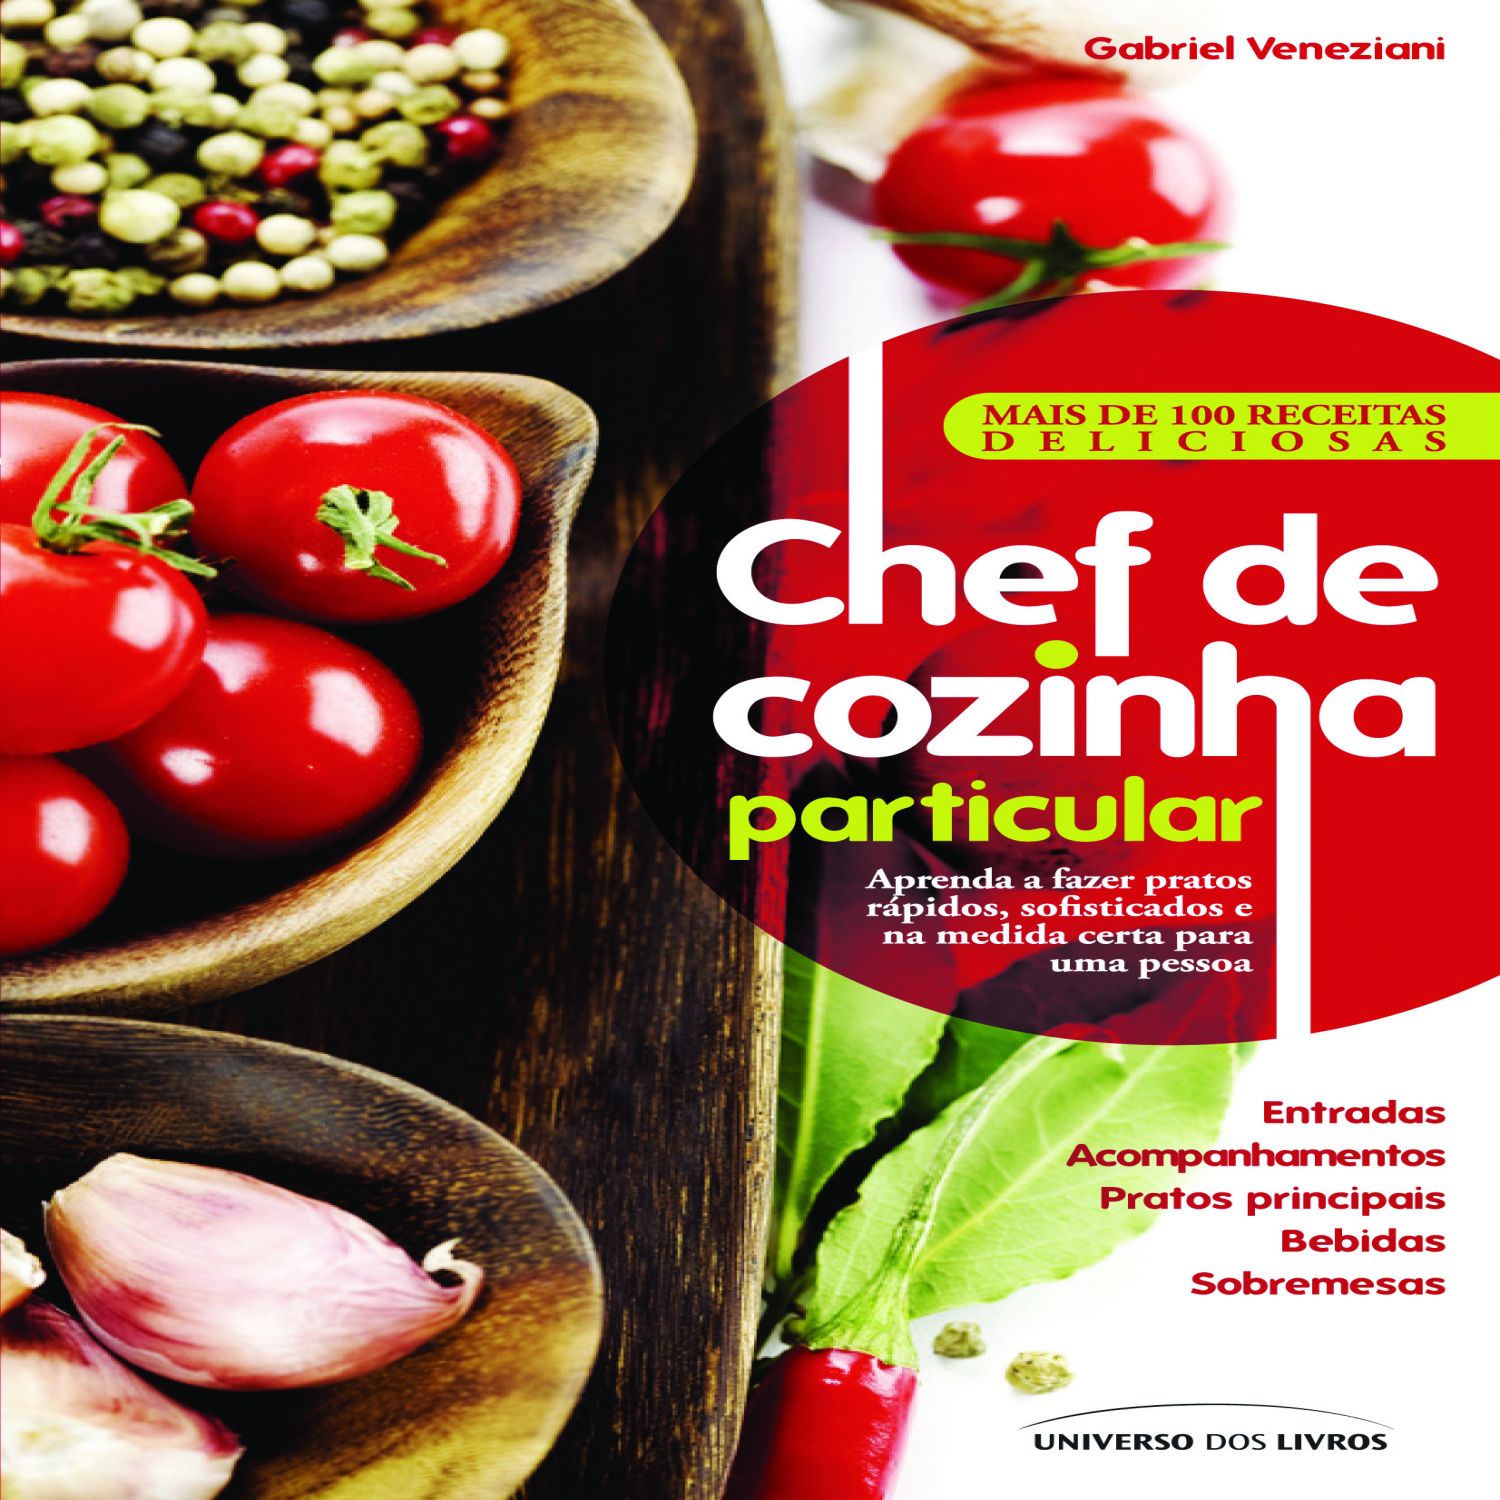 Gabriel Veneziani
MAIS DE 100 RECEITAS
DELICIOSAS
Chef de
cozinha
particular
Aprenda a fazer pratos
rápidos, sofisticados e
na medida certa para
uma pessoa
Entradas
Acompanhamentos
Pratos principais
Bebidas
Sobremesas
UNIVERSO DOS LIVROS